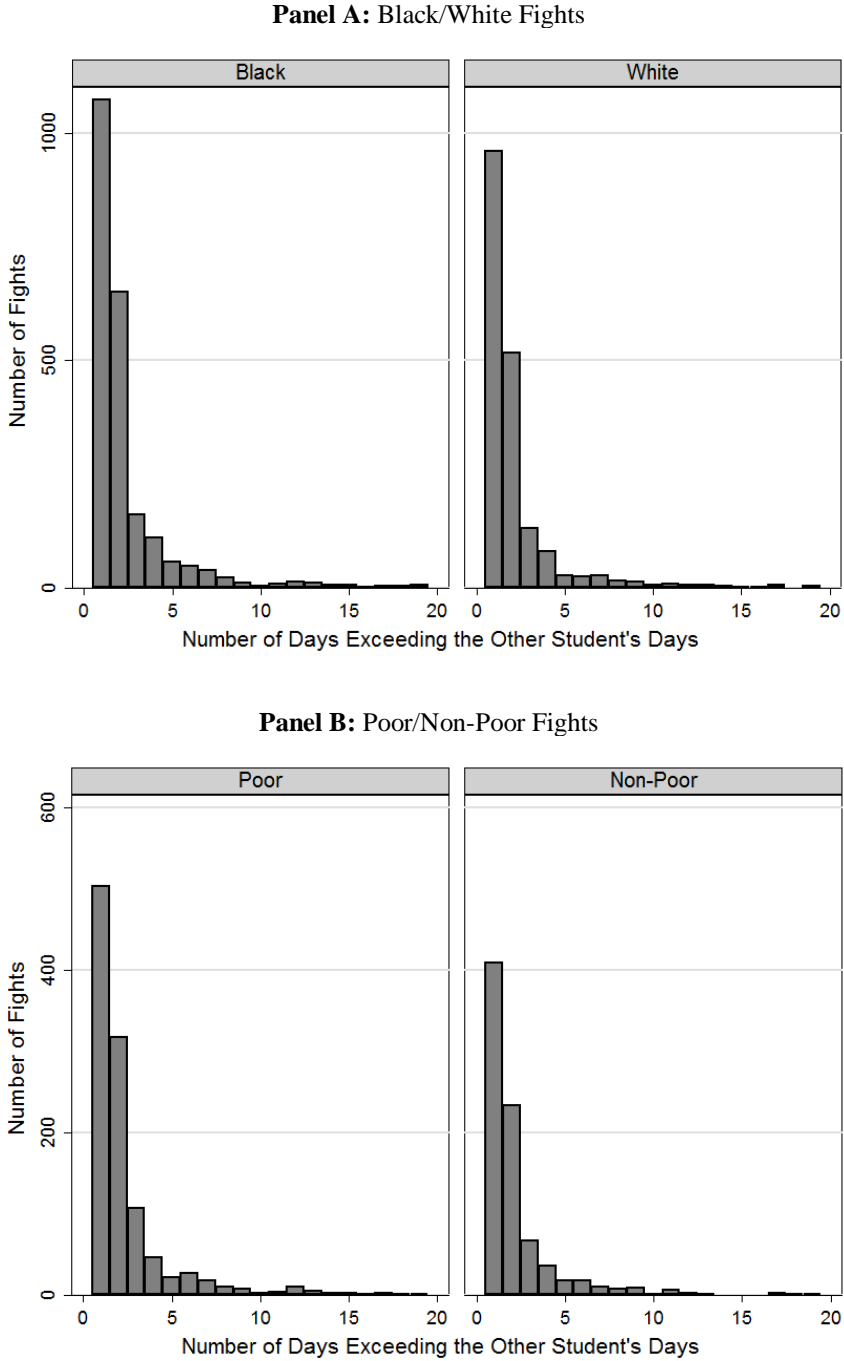 Panel A: Black/White Fights
Black White
1000
500
0
Number of Fights
0 5 10 15 20 0 5 10 15 20
Number of Days Exceeding the Other Student's Days
Panel B: Poor/Non-Poor Fights
Poor Non-Poor
600
400
200
0
Number of Fights
0 5 10 15 20 0 5 10 15 20
Number of Days Exceeding the Other Student's Days